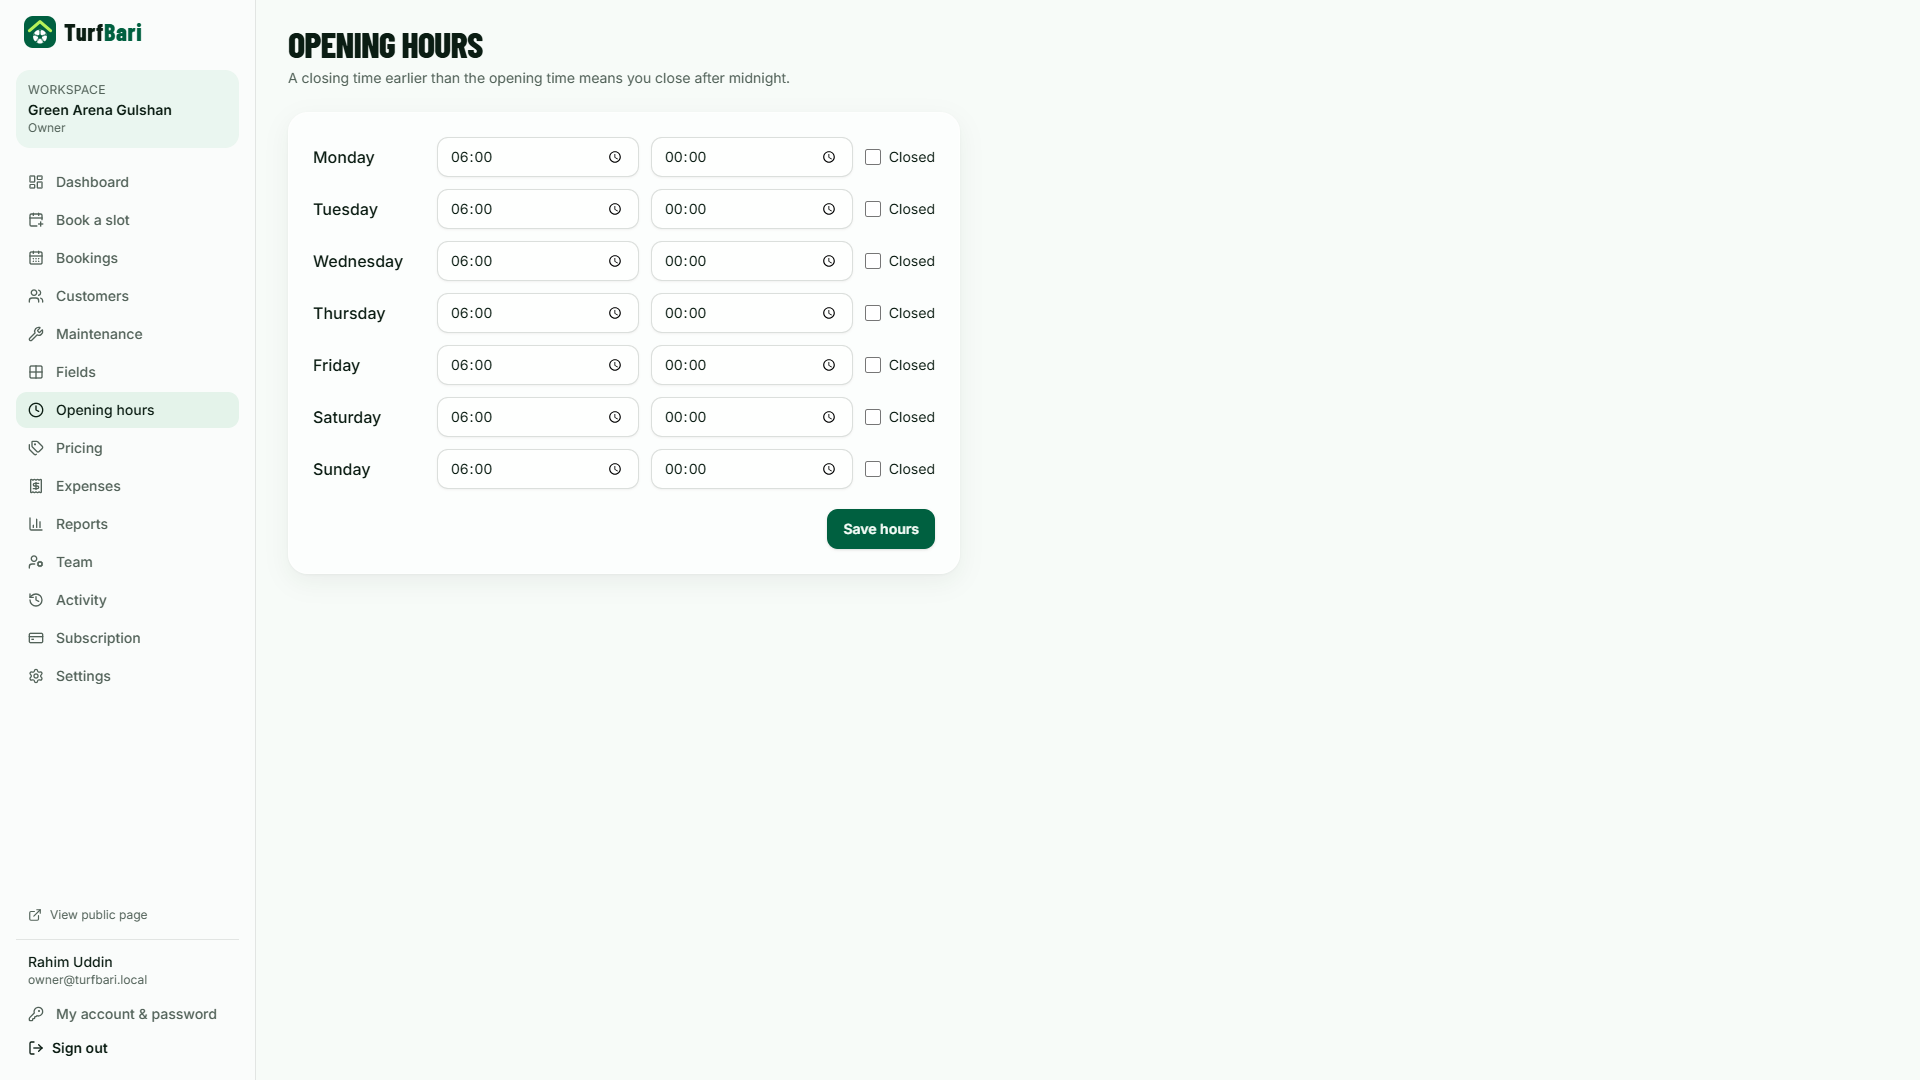 TurfBari
WORKSPACE
Green Arena Gulshan
Owner
Dashboard
Book a slot
Bookings
Customers
Maintenance
Fields
Opening hours
Pricing
Expenses
Reports
Team
Activity
Subscription
Settings
View public page
Rahim Uddin
owner@turfbari.local
My account & password
Sign out
OPENING HOURS
A closing time earlier than the opening time means you close after midnight.
Monday 06:00 00:00 Closed
Tuesday 06:00 00:00 Closed
Wednesday 06:00 00:00 Closed
Thursday 06:00 00:00 Closed
Friday 06:00 00:00 Closed
Saturday 06:00 00:00 Closed
Sunday 06:00 00:00 Closed
Save hours